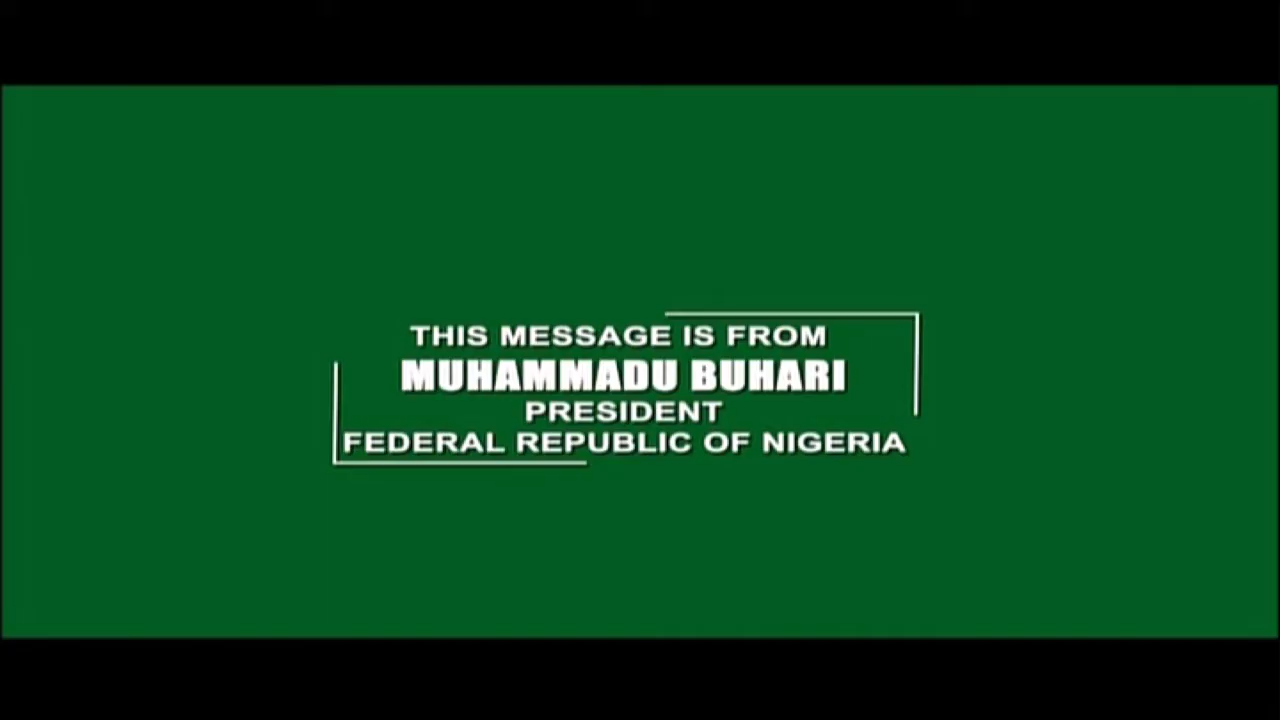 THIS MESSAGE IS FROM
MUHAMMADU BUHARI
PRESIDENT
FEDERAL REPUBLIC OF NIGERIA